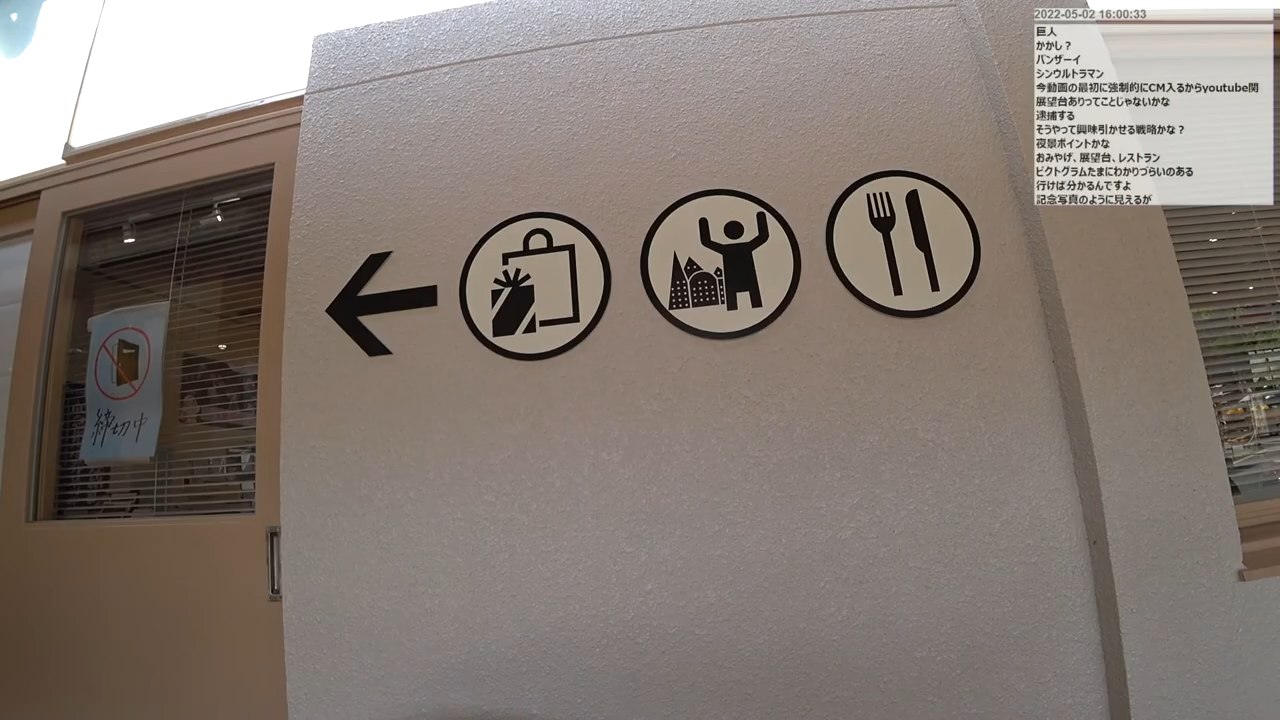 2022-05-02 16:00:33
巨人
かかし？
バンザーイ
シンウルトラマン
今動画の最初に強制的にCM入るからyoutube関
展望台ありってことじゃないかな
逮捕する
そうやって興味引かせる戦略かな？
夜景ポイントかな
おみやげ、展望台、レストラン
ピクトグラムたまにわかりづらいのある
行けば分かるんですよ
記念写真のように見えるが
締切中